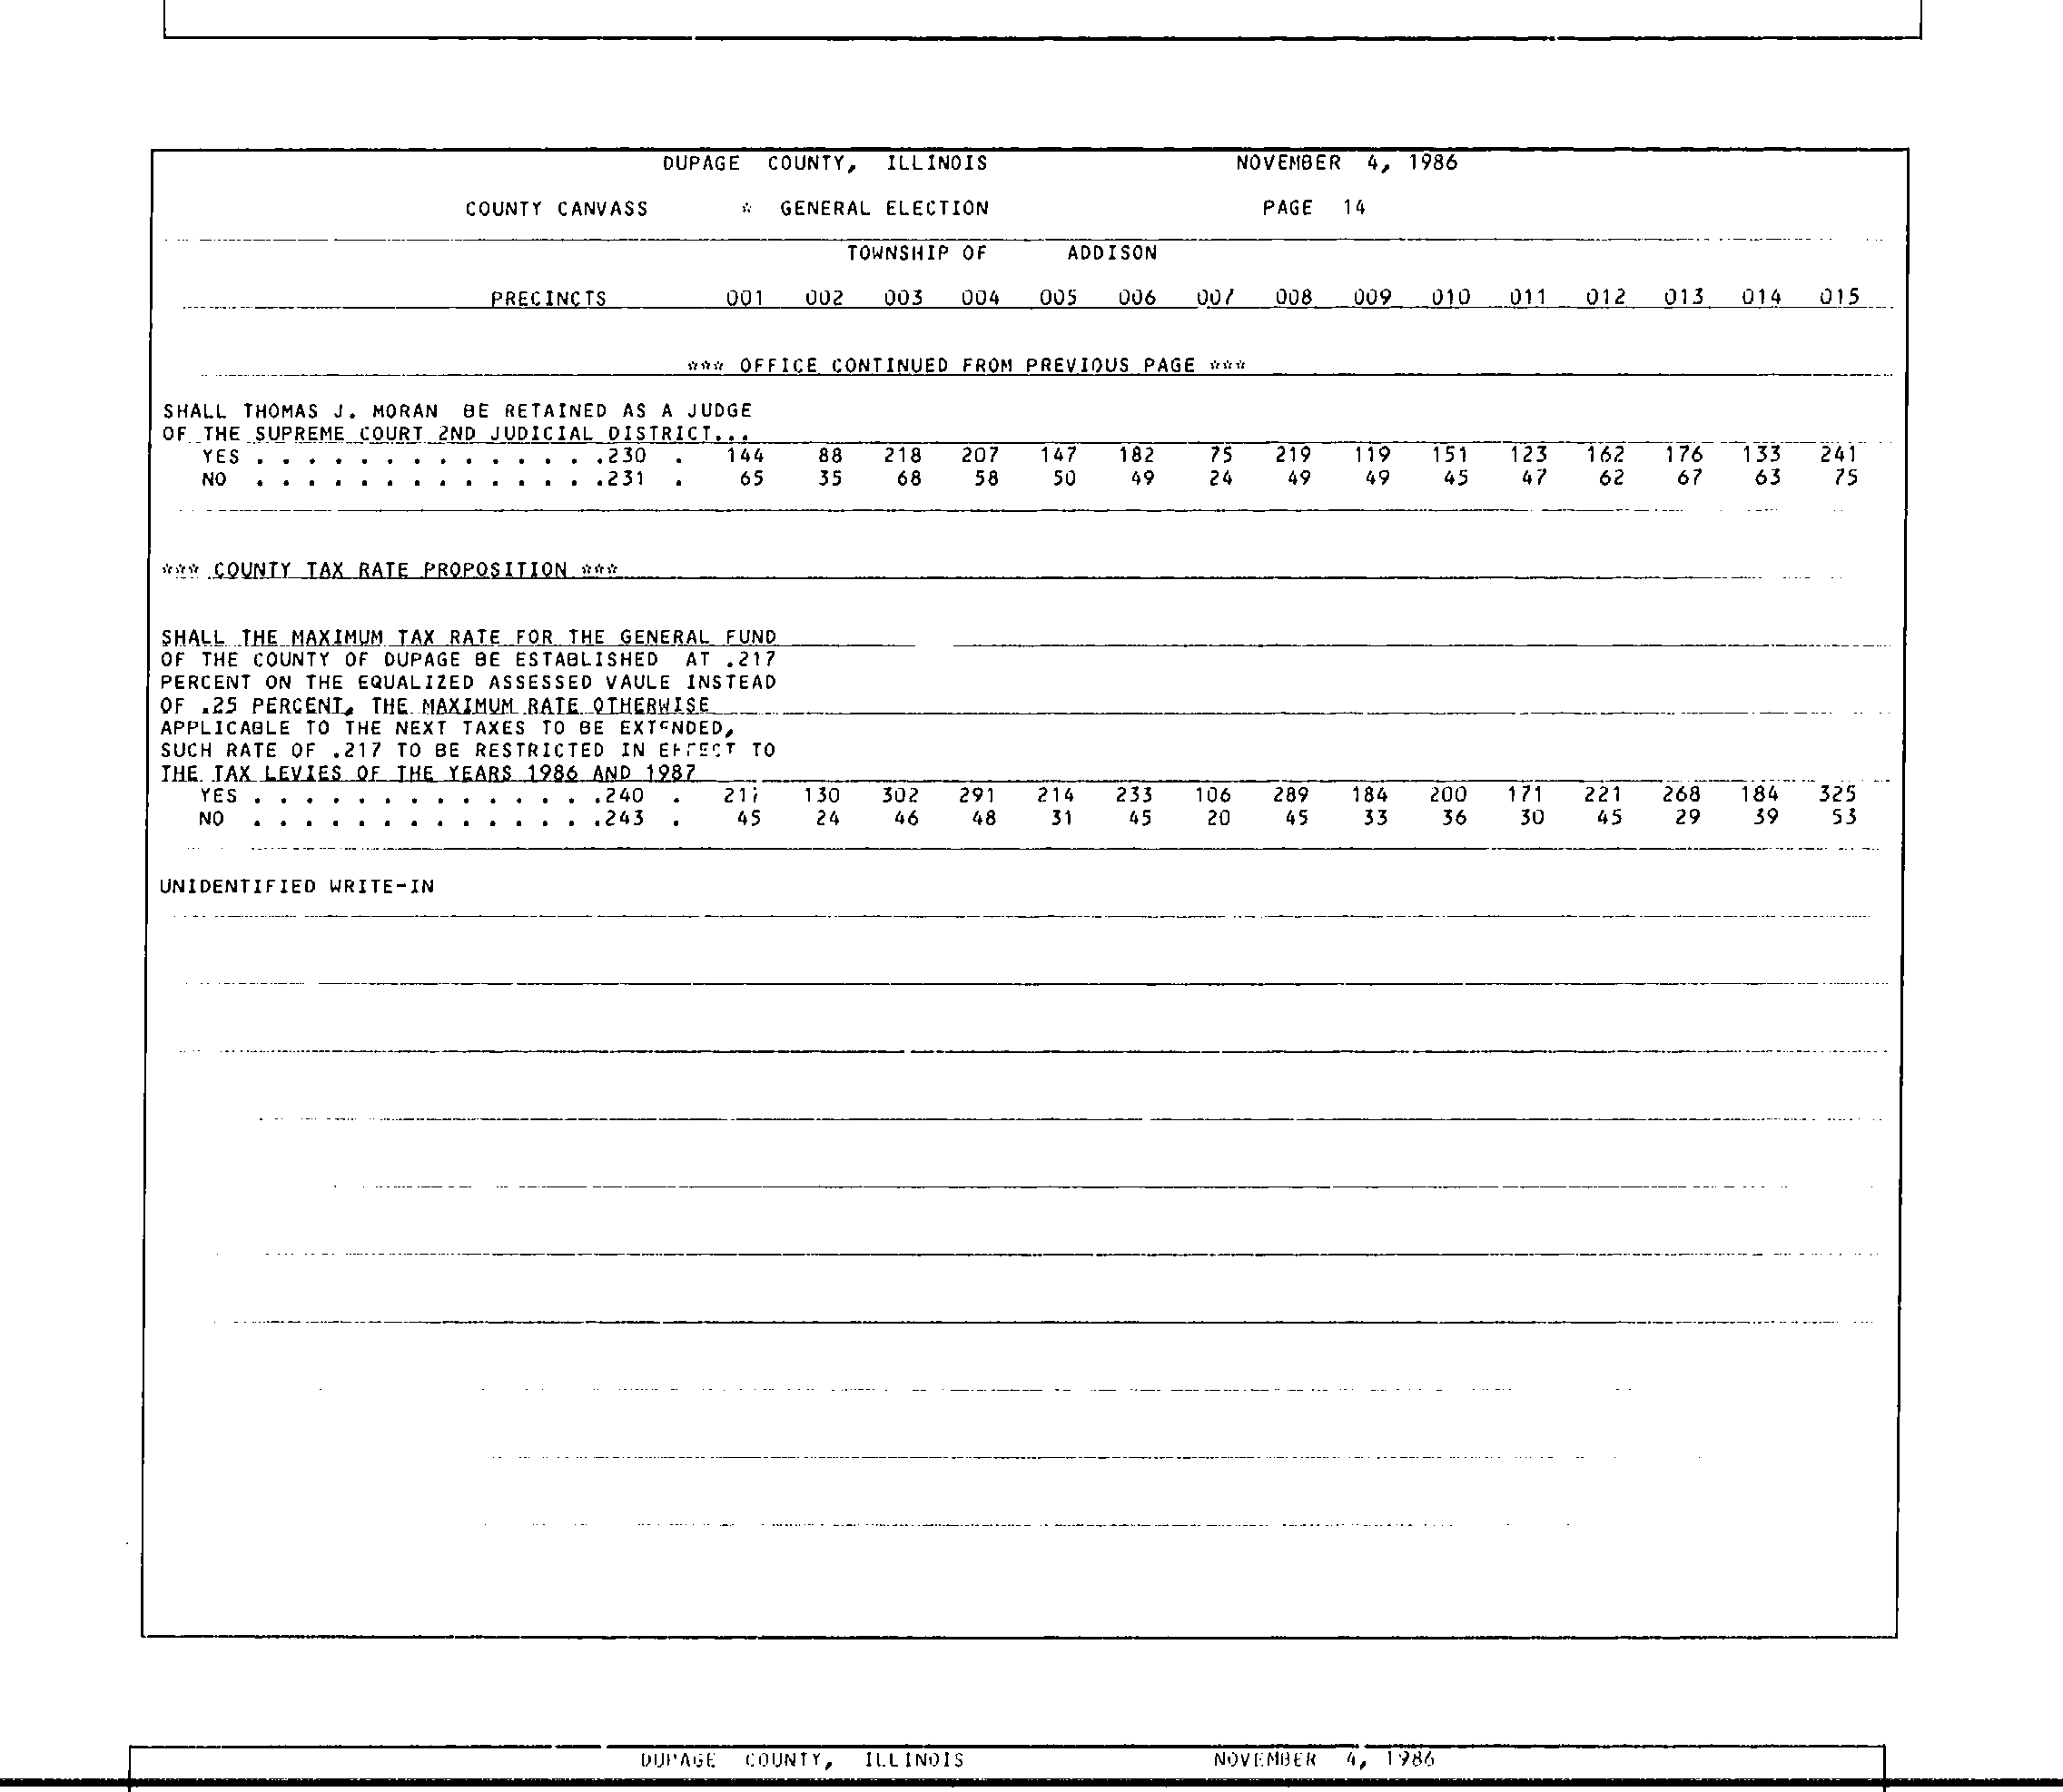 DUPAGE COUNTY, ILLINOIS NOVEMBER 4, 1986
COUNTY CANVASS * GENERAL ELECTION PAGE 14
TOWNSHIP OF ADDISON
PRECINCTS 001 002 003 004 005 006 007 008 009 010 011 012 013 014 015
*** OFFICE CONTINUED FROM PREVIOUS PAGE ***
SHALL THOMAS J. MORAN BE RETAINED AS A JUDGE
OF THE SUPREME COURT 2ND JUDICIAL DISTRICT...
YES . . . . . . . . . . . . . .230 . 144 88 218 207 147 182 75 219 119 151 123 162 176 133 241
NO . . . . . . . . . . . . . .231 . 65 35 68 58 50 49 24 49 49 45 47 62 67 63 75
*** COUNTY TAX RATE PROPOSITION ***
SHALL THE MAXIMUM TAX RATE FOR THE GENERAL FUND
OF THE COUNTY OF DUPAGE BE ESTABLISHED AT .217
PERCENT ON THE EQUALIZED ASSESSED VAULE INSTEAD
OF .25 PERCENT, THE MAXIMUM RATE OTHERWISE
APPLICABLE TO THE NEXT TAXES TO BE EXTENDED,
SUCH RATE OF .217 TO BE RESTRICTED IN EFFECT TO
THE TAX LEVIES OF THE YEARS 1986 AND 1987
YES . . . . . . . . . . . . . .240 . 130 302 291 214 233 106 289 184 200 171 221 268 184 325
NO . . . . . . . . . . . . . .243 . 45 24 46 48 31 45 20 45 33 36 30 45 29 39 53
UNIDENTIFIED WRITE-IN
DUPAGE COUNTY, ILLINOIS NOVEMBER 4, 1986